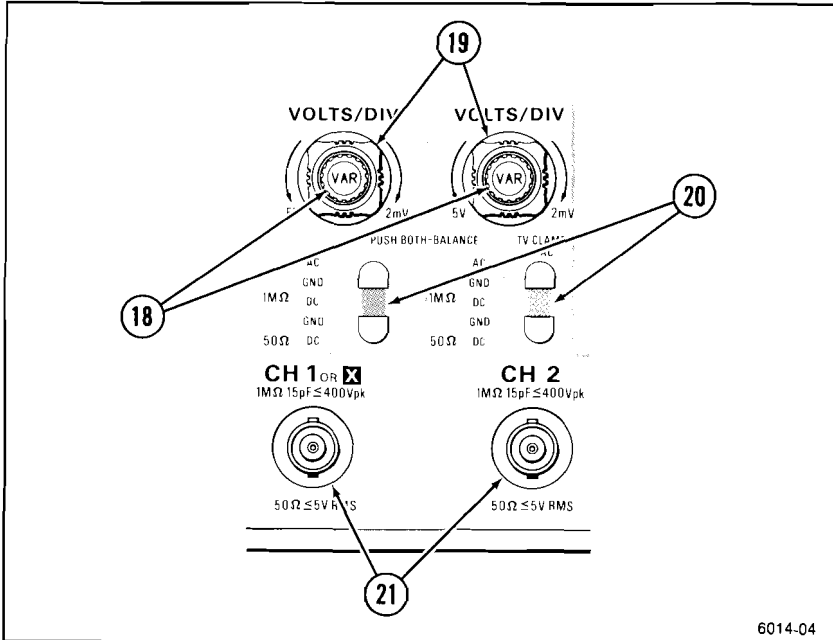 19
VOLTS/DIV VOLTS/DIV
VAR VAR
20
2mV 5V 2mV
PUSH BOTH-BALANCE TV CLAMP
AC AC AC
GND GND
1MΩ DC 1MΩ DC
GND GND
50Ω DC 50Ω DC
18
CH 1 OR X CH 2
1MΩ 15pF≤400Vpk 1MΩ 15pF≤400Vpk
50Ω≤5V RMS 50Ω≤5V RMS
21
6014-04